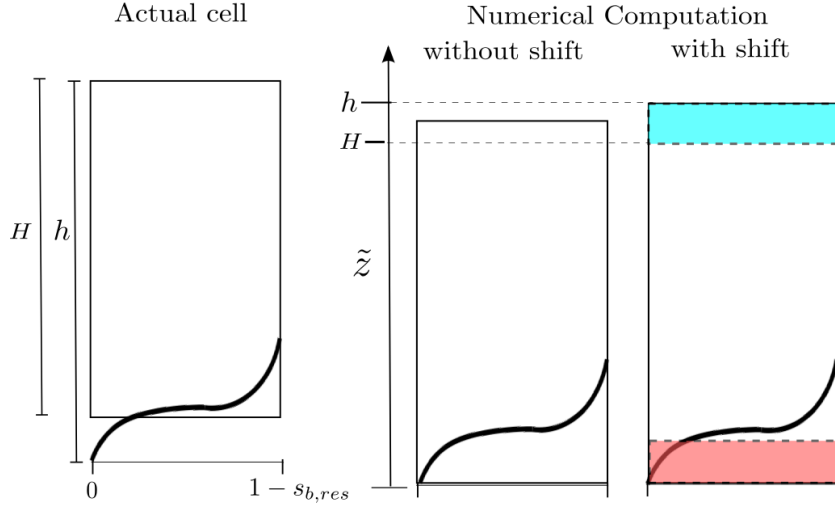 Actual cell
Numerical Computation
without shift
with shift
h
H
H
h
z̃
0
1 − s_{b,res}